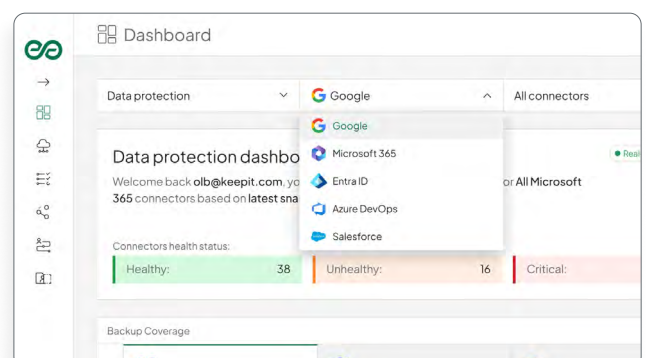 Dashboard
Data protection
Google
All connectors
Google
Microsoft 365
Entra ID
Azure DevOps
Salesforce
Data protection dashbo
Welcome back olb@keepit.com, yo
or All Microsoft
365 connectors based on latest sna
Connectors health status:
Healthy: 38
Unhealthy: 16
Critical:
Backup Coverage